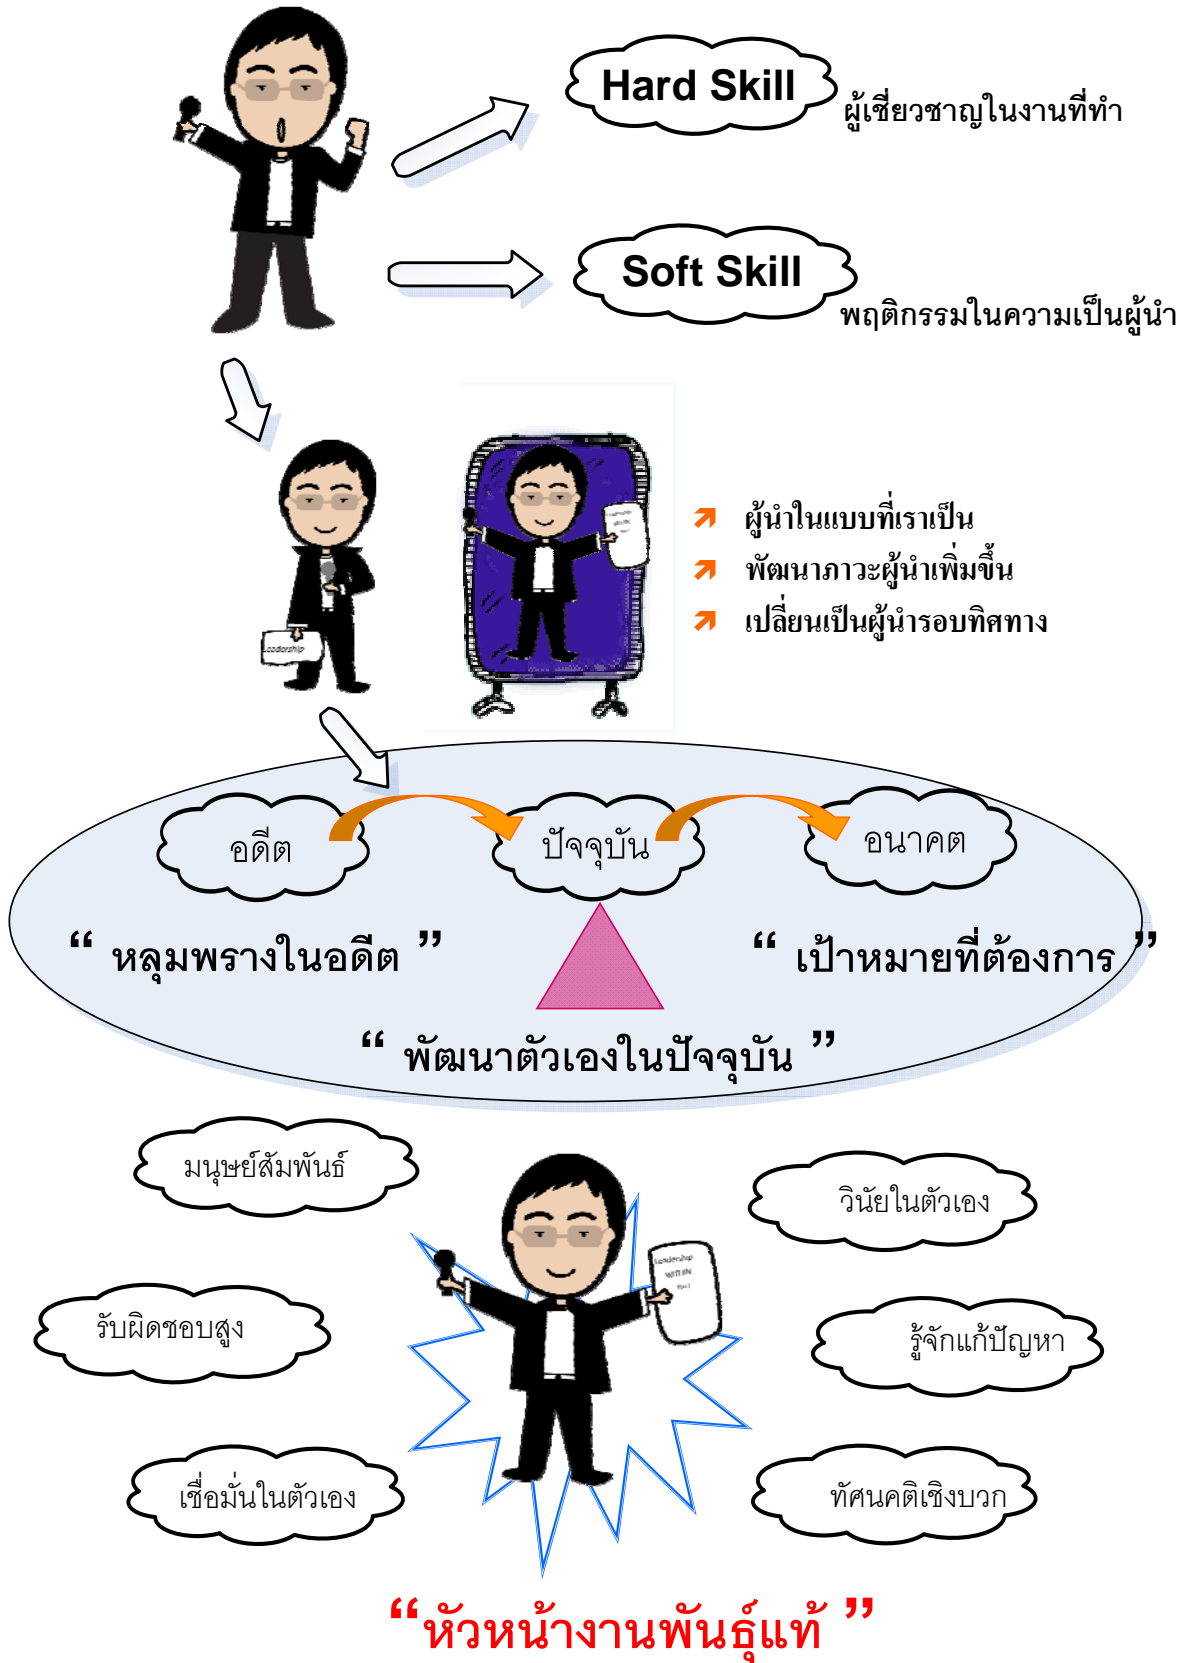 Hard Skill
ผู้เชี่ยวชาญในงานที่ทำ
Soft Skill
พฤติกรรมในความเป็นผู้นำ
Leadership
ผู้นำในแบบที่เราเป็น
พัฒนาภาวะผู้นำเพิ่มขึ้น
เปลี่ยนเป็นผู้นำรอบทิศทาง
อดีต
ปัจจุบัน
อนาคต
“ หลุมพรางในอดีต ”
“ เป้าหมายที่ต้องการ ”
“ พัฒนาตัวเองในปัจจุบัน ”
มนุษย์สัมพันธ์
วินัยในตัวเอง
Leadership
WITHIN
รับผิดชอบสูง
รู้จักแก้ปัญหา
เชื่อมั่นในตัวเอง
ทัศนคติเชิงบวก
“หัวหน้างานพันธุ์แท้ ”